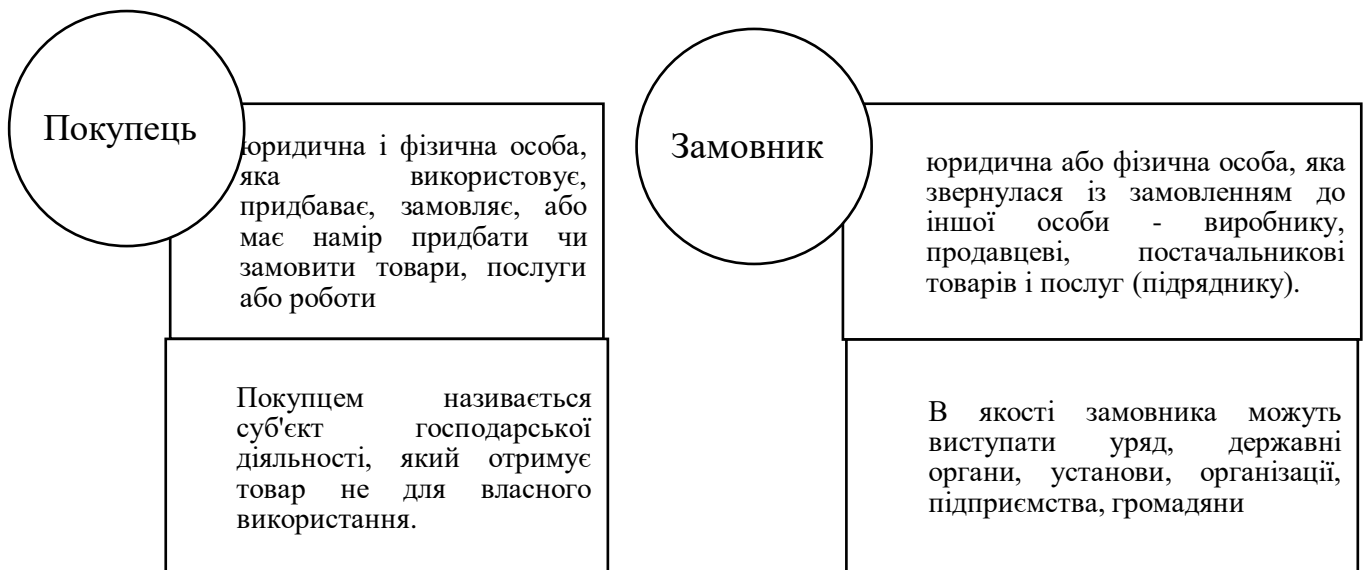 Покупець
юридична і фізична особа,
яка використовує,
придбаває, замовляє, або
має намір придбати чи
замовити товари, послуги
або роботи
Покупцем називається
суб'єкт господарської
діяльності, який отримує
товар не для власного
використання.
Замовник
юридична або фізична особа, яка
звернулася із замовленням до
іншої особи - виробнику,
продавцеві, постачальникові
товарів і послуг (підряднику).
В якості замовника можуть
виступати уряд, державні
органи, установи, організації,
підприємства, громадяни